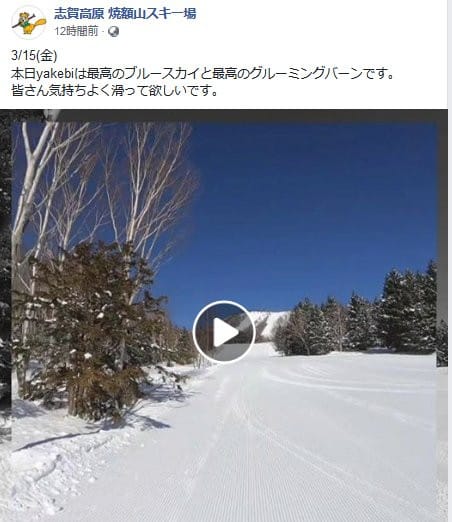 志賀高原 焼額山スキー場
12時間前 ·
3/15(金)
本日yakebiは最高のブルースカイと最高のグルーミングバーンです。
皆さん気持ちよく滑って欲しいです。